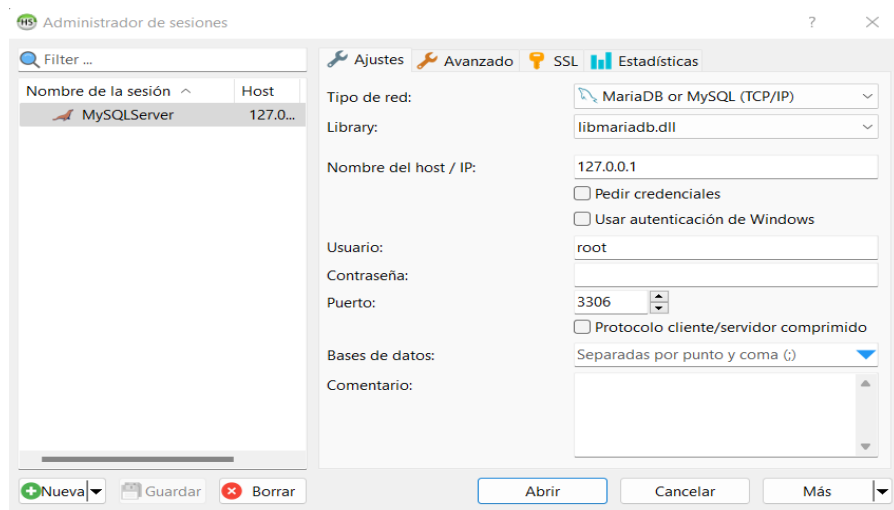 HS Administrador de sesiones ?
Filter ...
Nombre de la sesión Host
MySQLServer 127.0...
Ajustes Avanzado SSL Estadísticas
Tipo de red: MariaDB or MySQL (TCP/IP)
Library: libmariadb.dll
Nombre del host / IP: 127.0.0.1
Pedir credenciales
Usar autenticación de Windows
Usuario: root
Contraseña:
Puerto: 3306
Protocolo cliente/servidor comprimido
Bases de datos: Separadas por punto y coma (;)
Comentario:
Nueva Guardar Borrar Abrir Cancelar Más